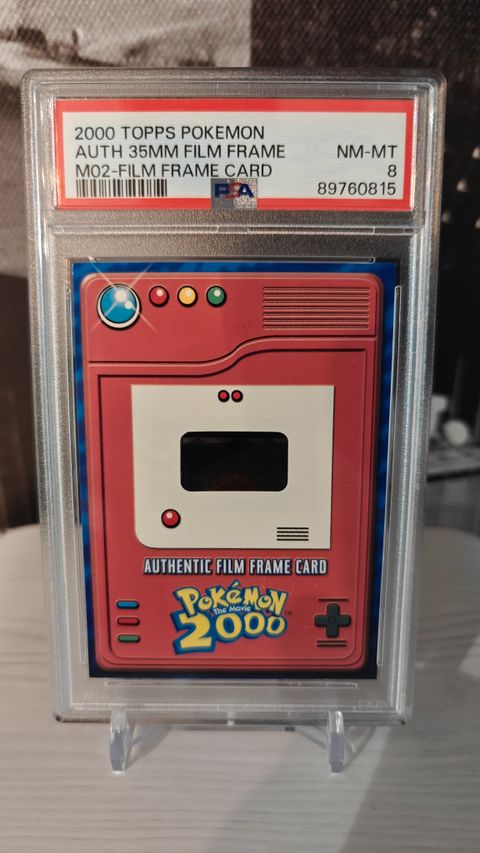 2000 TOPPS POKEMON
AUTH 35MM FILM FRAME NM-MT
M02-FILM FRAME CARD 8
PSA 89760815
AUTHENTIC FILM FRAME CARD
POKéMON
The Movie TM
2000